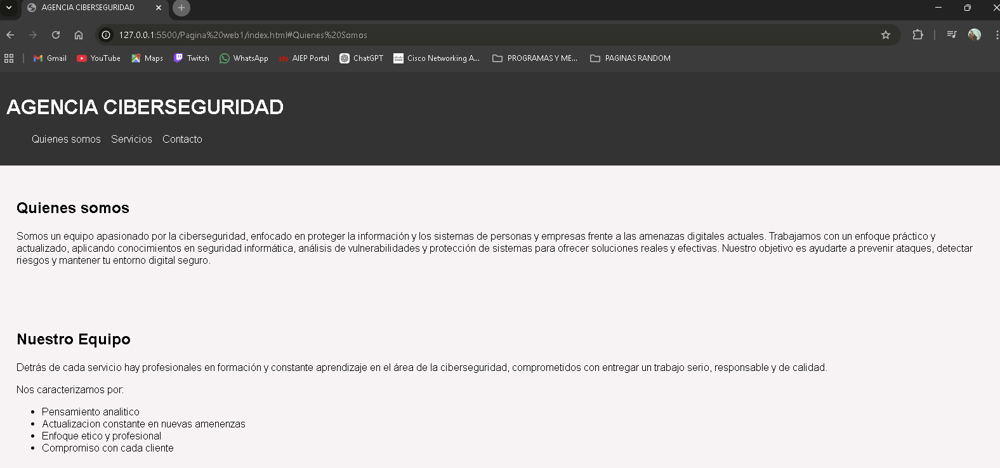 AGENCIA CIBERSEGURIDAD
127.0.0.1:5500/Pagina%20web1/index.html#Quienes%20Somos
Gmail YouTube Maps Twitch WhatsApp AIEP Portal ChatGPT Cisco Networking A... PROGRAMAS Y ME... PAGINAS RANDOM
AGENCIA CIBERSEGURIDAD
Quienes somos Servicios Contacto
Quienes somos
Somos un equipo apasionado por la ciberseguridad, enfocado en proteger la información y los sistemas de personas y empresas frente a las amenazas digitales actuales. Trabajamos con un enfoque práctico y
actualizado, aplicando conocimientos en seguridad informática, análisis de vulnerabilidades y protección de sistemas para ofrecer soluciones reales y efectivas. Nuestro objetivo es ayudarte a prevenir ataques, detectar
riesgos y mantener tu entorno digital seguro.
Nuestro Equipo
Detrás de cada servicio hay profesionales en formación y constante aprendizaje en el área de la ciberseguridad, comprometidos con entregar un trabajo serio, responsable y de calidad.
Nos caracterizamos por:
• Pensamiento analitico
• Actualizacion constante en nuevas amenenzas
• Enfoque etico y profesional
• Compromiso con cada cliente